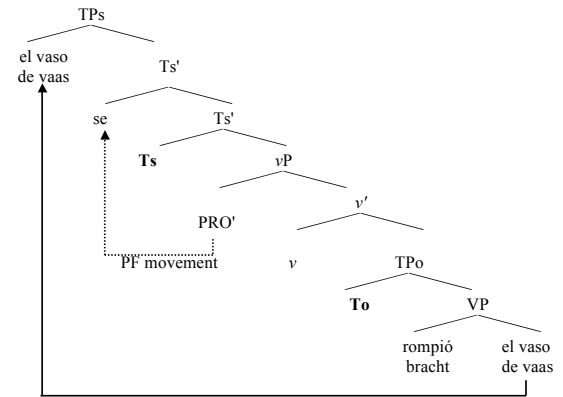 TPs
el vaso
de vaas
Ts'
se
Ts'
Ts
vP
v'
PRO'
PF movement
v
TPo
To
VP
rompió
bracht
el vaso
de vaas